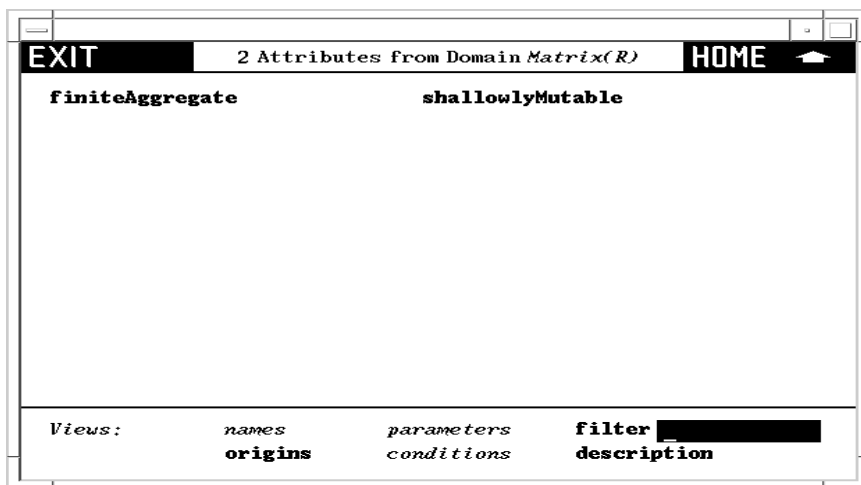 EXIT 2 Attributes from Domain Matrix(R) HOME
finiteAggregate shallowlyMutable
Views: names parameters filter
origins conditions description